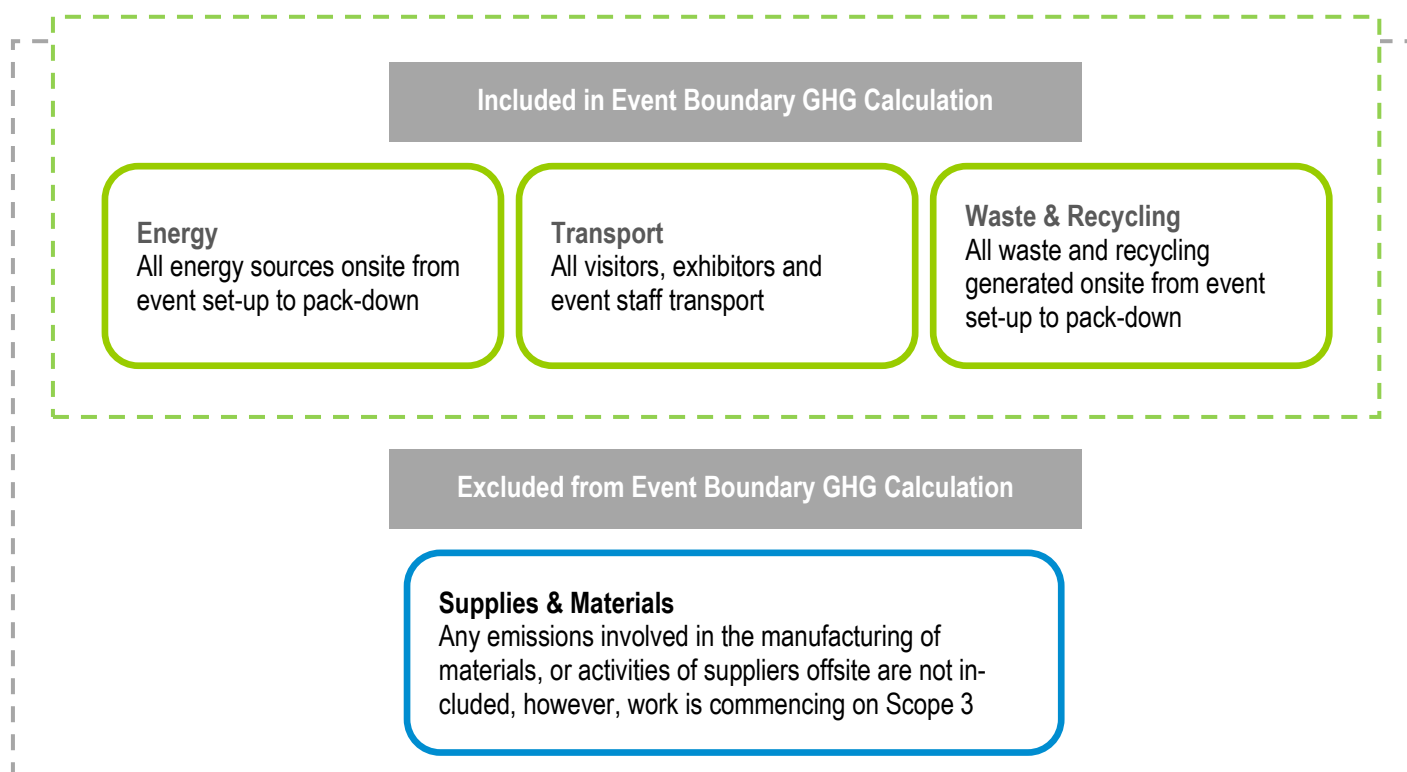 Included in Event Boundary GHG Calculation
Energy
All energy sources onsite from
event set-up to pack-down
Transport
All visitors, exhibitors and
event staff transport
Waste & Recycling
All waste and recycling
generated onsite from event
set-up to pack-down
Excluded from Event Boundary GHG Calculation
Supplies & Materials
Any emissions involved in the manufacturing of
materials, or activities of suppliers offsite are not in-
cluded, however, work is commencing on Scope 3